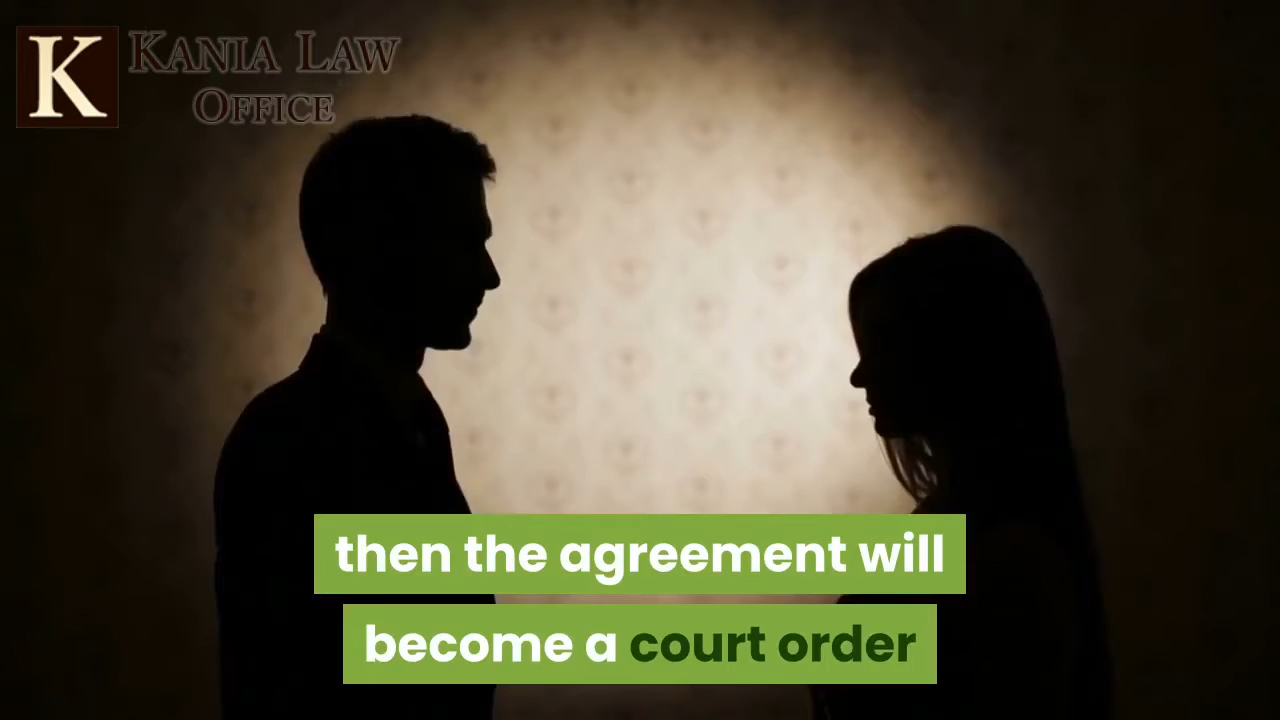 K
KANIA LAW
OFFICE
then the agreement will
become a court order